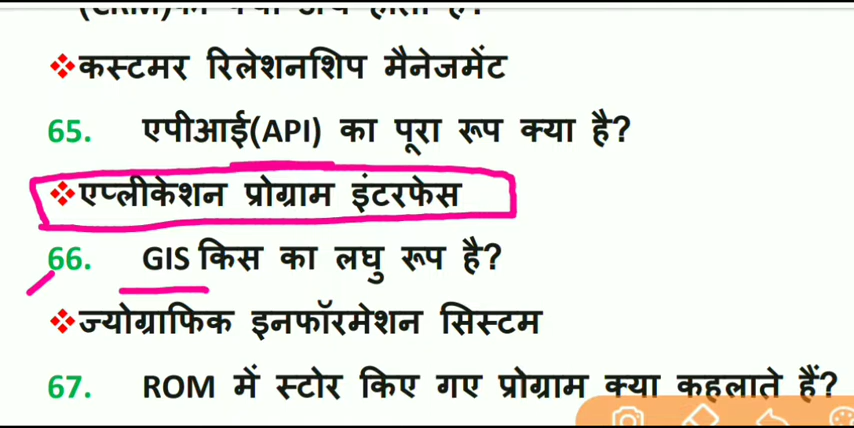 ❖कस्टमर रिलेशनशिप मैनेजमेंट
65. एपीआई(API) का पूरा रूप क्या है?
❖एप्लीकेशन प्रोग्राम इंटरफेस
66. GIS किस का लघु रूप है?
❖ज्योग्राफिक इनफॉरमेशन सिस्टम
67. ROM में स्टोर किए गए प्रोग्राम क्या कहलाते हैं?